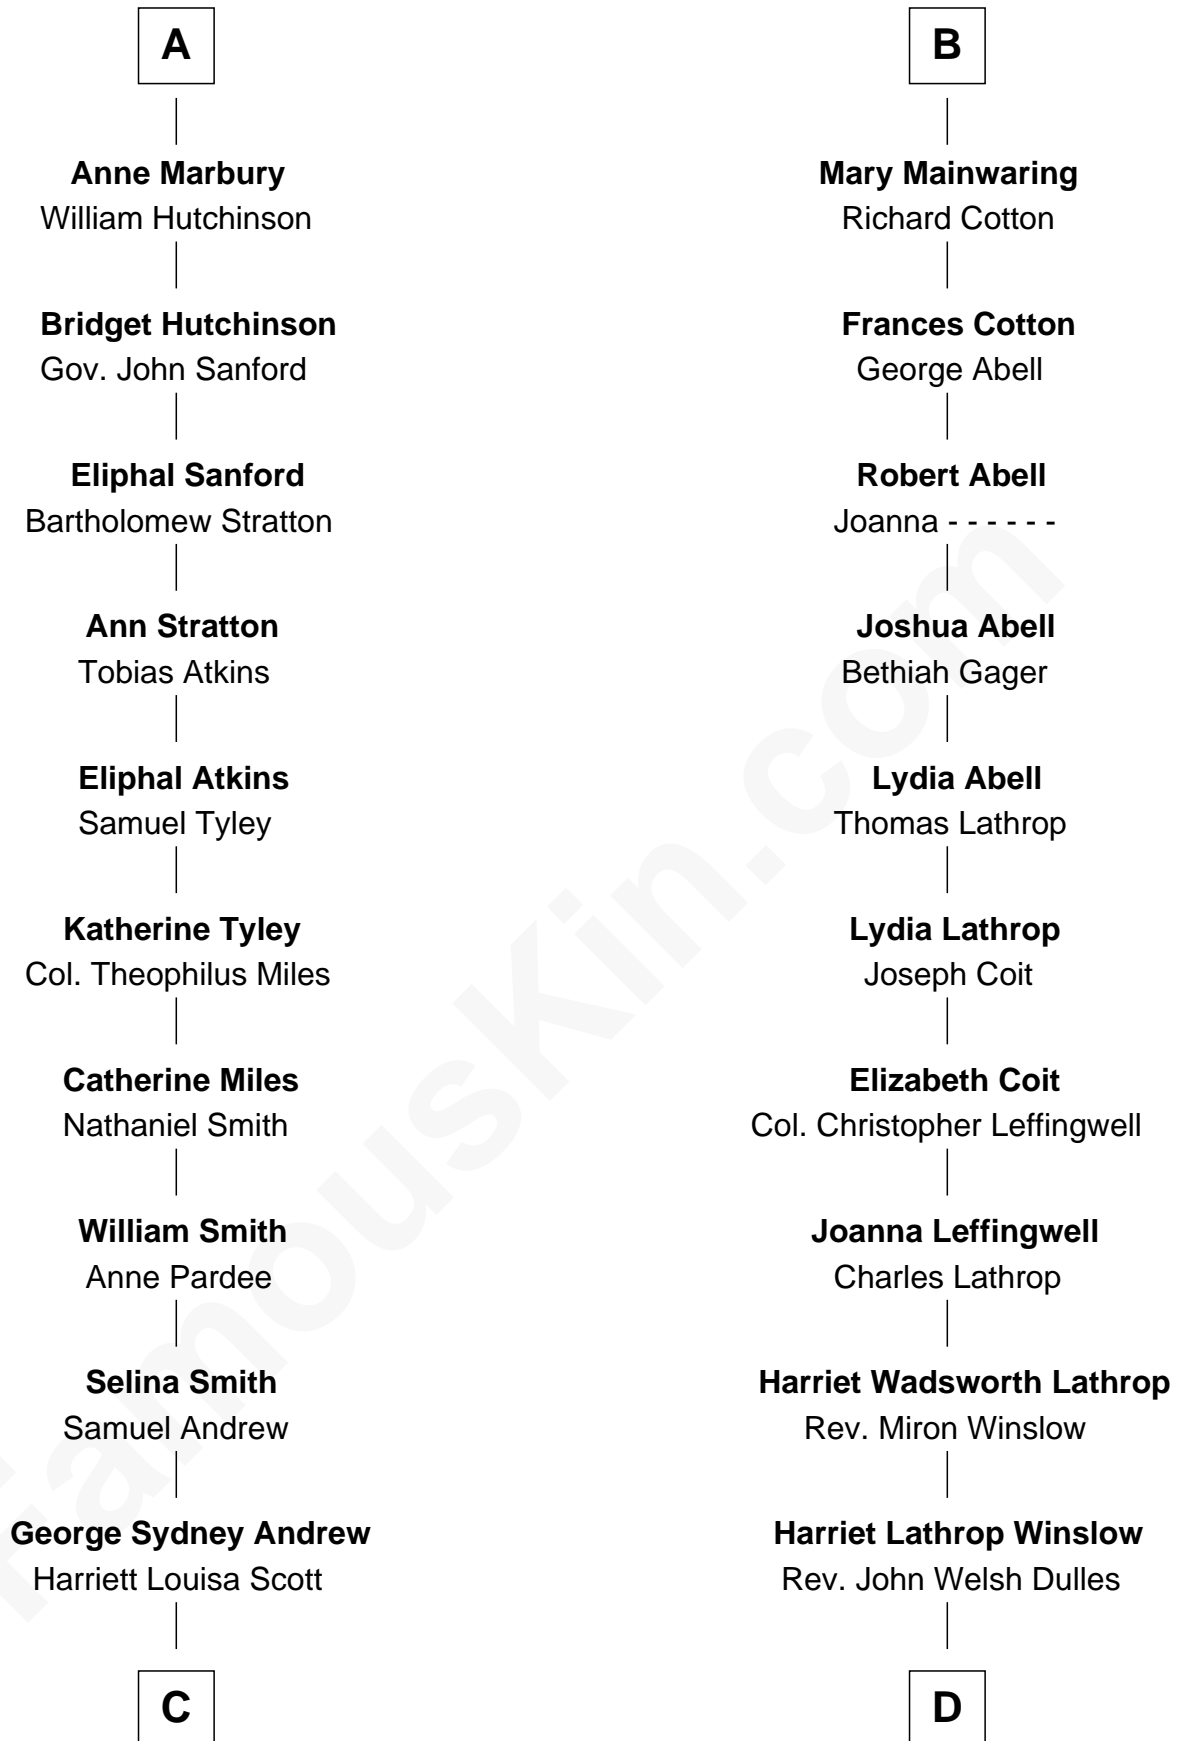 A
Anne Marbury
William Hutchinson
Bridget Hutchinson
Gov. John Sanford
Eliphal Sanford
Bartholomew Stratton
Ann Stratton
Tobias Atkins
Eliphal Atkins
Samuel Tyley
Katherine Tyley
Col. Theophilus Miles
Catherine Miles
Nathaniel Smith
William Smith
Anne Pardee
Selina Smith
Samuel Andrew
George Sydney Andrew
Harriett Louisa Scott
C
B
Mary Mainwaring
Richard Cotton
Frances Cotton
George Abell
Robert Abell
Joanna - - - - - -
Joshua Abell
Bethiah Gager
Lydia Abell
Thomas Lathrop
Lydia Lathrop
Joseph Coit
Elizabeth Coit
Col. Christopher Leffingwell
Joanna Leffingwell
Charles Lathrop
Harriet Wadsworth Lathrop
Rev. Miron Winslow
Harriet Lathrop Winslow
Rev. John Welsh Dulles
D
FamousKin.com